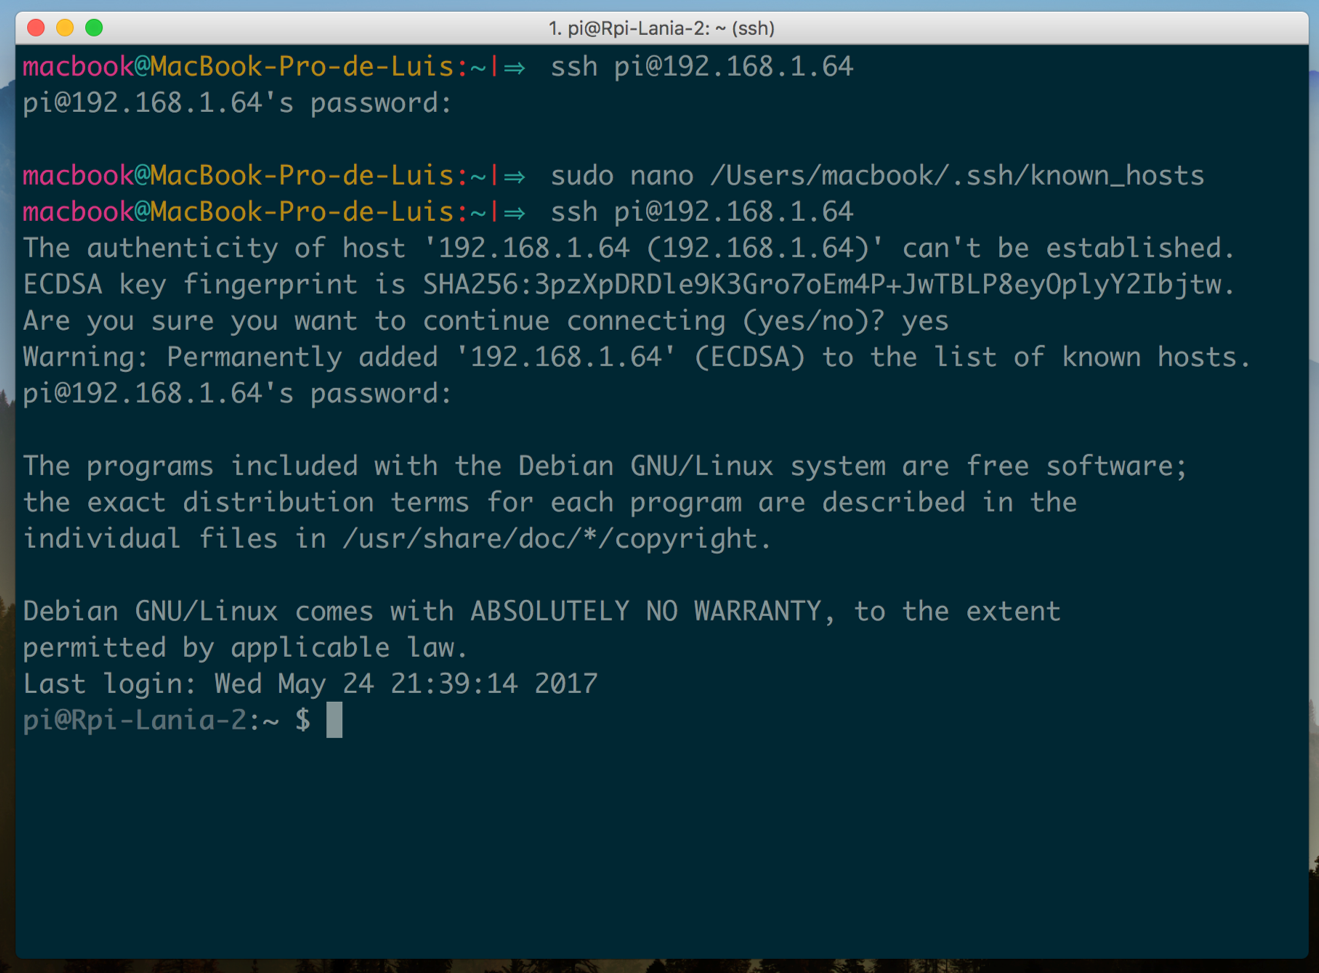 1. pi@Rpi-Lania-2: ~ (ssh)
macbook@MacBook-Pro-de-Luis:~|⇒  ssh pi@192.168.1.64
pi@192.168.1.64's password:
macbook@MacBook-Pro-de-Luis:~|⇒  sudo nano /Users/macbook/.ssh/known_hosts
macbook@MacBook-Pro-de-Luis:~|⇒  ssh pi@192.168.1.64
The authenticity of host '192.168.1.64 (192.168.1.64)' can't be established.
ECDSA key fingerprint is SHA256:3pzXpDRDle9K3Gro7oEm4P+JwTBLP8eyOplyY2Ibjtw.
Are you sure you want to continue connecting (yes/no)? yes
Warning: Permanently added '192.168.1.64' (ECDSA) to the list of known hosts.
pi@192.168.1.64's password:
The programs included with the Debian GNU/Linux system are free software;
the exact distribution terms for each program are described in the
individual files in /usr/share/doc/*/copyright.
Debian GNU/Linux comes with ABSOLUTELY NO WARRANTY, to the extent
permitted by applicable law.
Last login: Wed May 24 21:39:14 2017
pi@Rpi-Lania-2:~ $